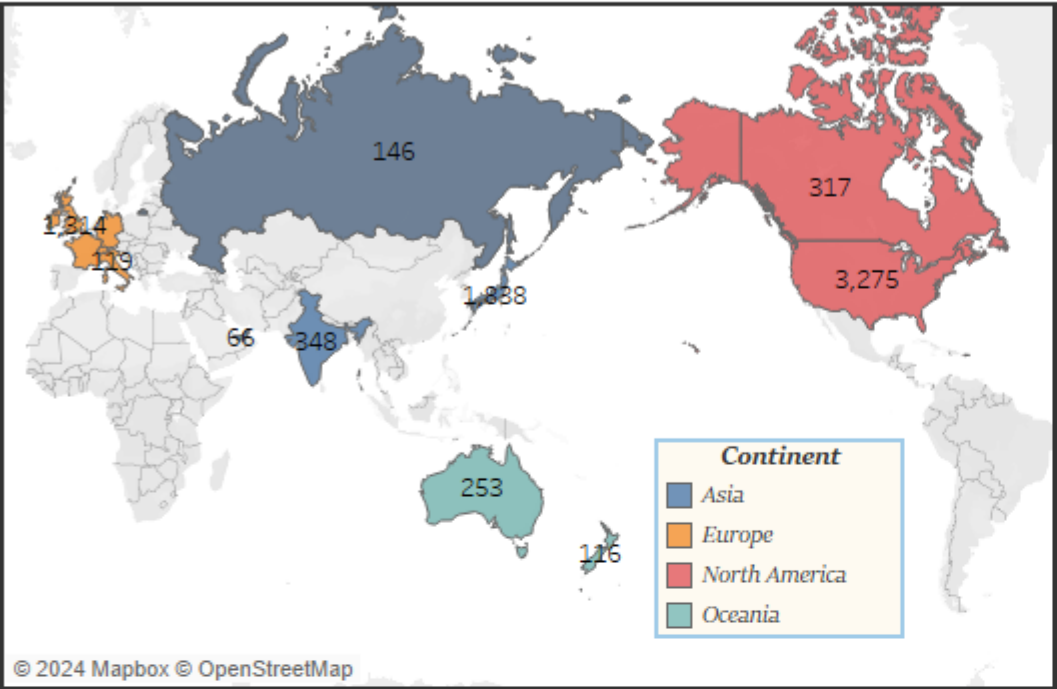 146
317
1,314
119
3,275
1,838
66
348
253
116
Continent
Asia
Europe
North America
Oceania
© 2024 Mapbox © OpenStreetMap